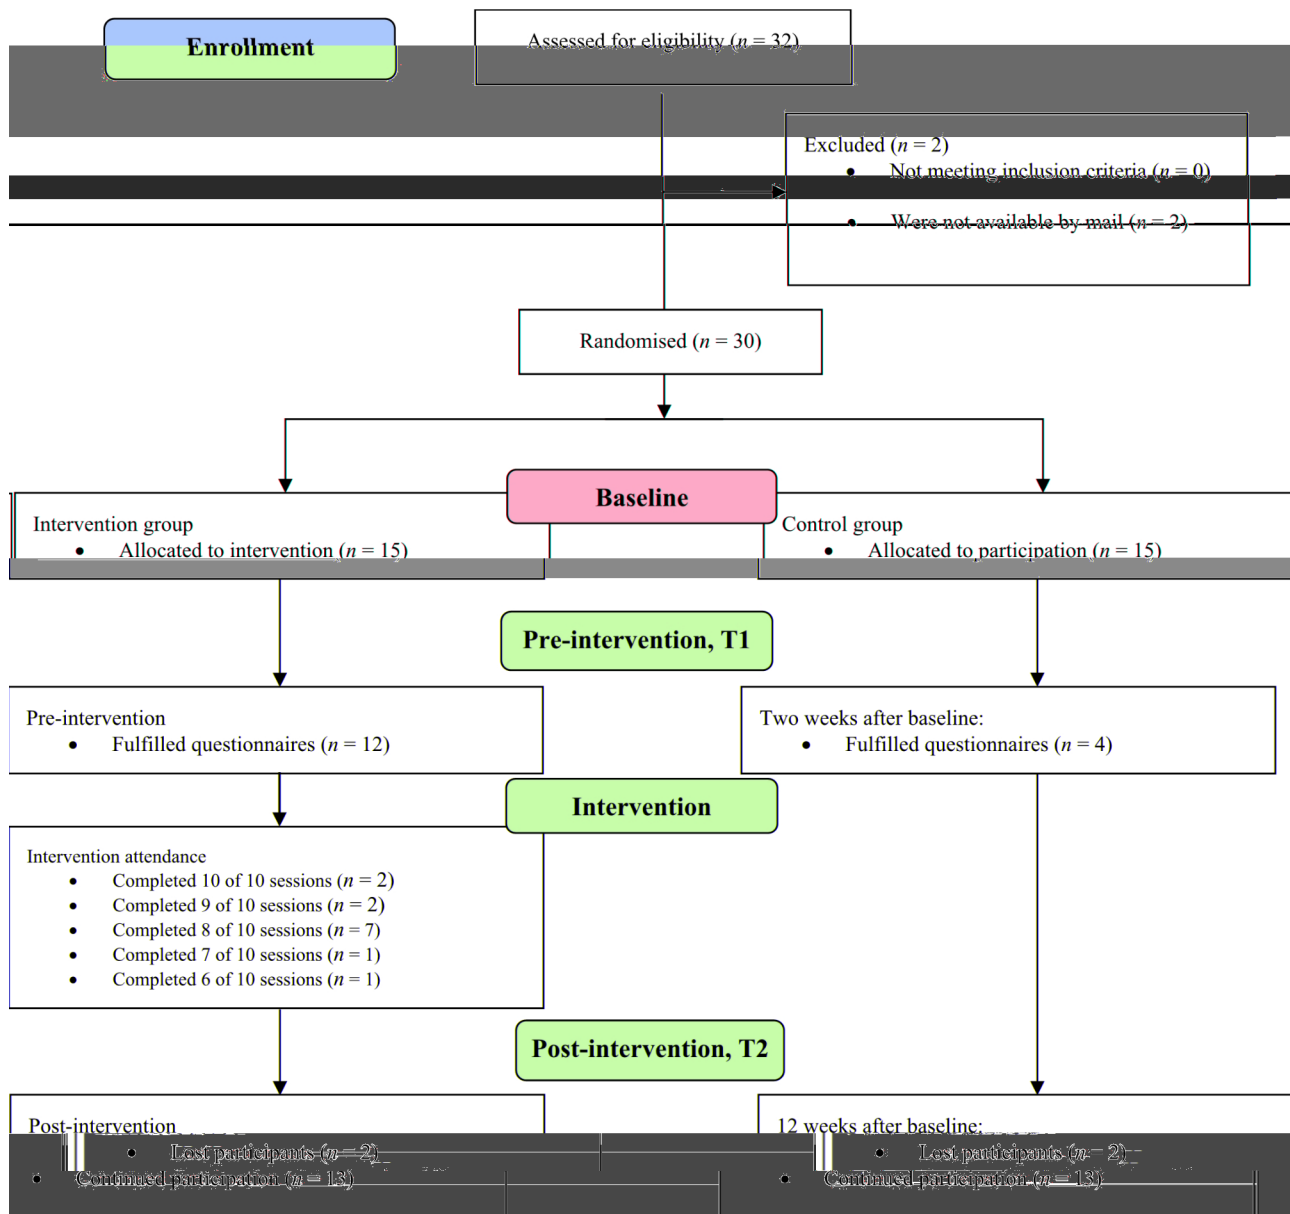 Enrollment
Assessed for eligibility (n = 32)
Excluded (n = 2)
• Not meeting inclusion criteria (n = 0)
• Were not available by mail (n = 2)
Randomised (n = 30)
Baseline
Intervention group
• Allocated to intervention (n = 15)
Control group
• Allocated to participation (n = 15)
Pre-intervention, T1
Pre-intervention
• Fulfilled questionnaires (n = 12)
Two weeks after baseline:
• Fulfilled questionnaires (n = 4)
Intervention
Intervention attendance
• Completed 10 of 10 sessions (n = 2)
• Completed 9 of 10 sessions (n = 2)
• Completed 8 of 10 sessions (n = 7)
• Completed 7 of 10 sessions (n = 1)
• Completed 6 of 10 sessions (n = 1)
Post-intervention, T2
Post-intervention
• Lost participants (n = 2)
• Continued participation (n = 13)
12 weeks after baseline:
• Lost participants (n = 2)
• Continued participation (n = 13)